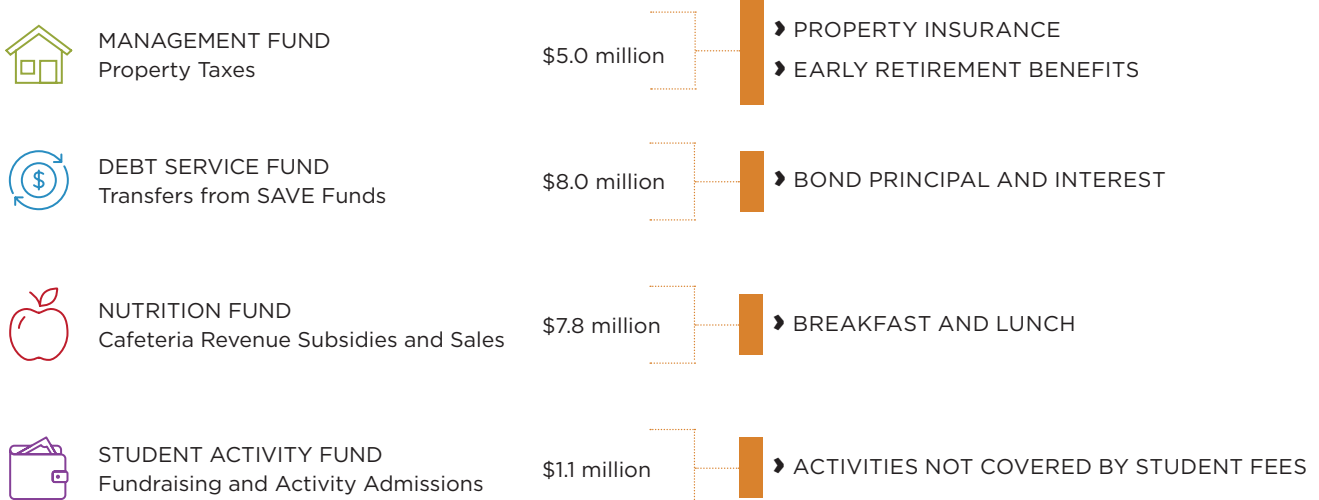 MANAGEMENT FUND
Property Taxes
$5.0 million
› PROPERTY INSURANCE
› EARLY RETIREMENT BENEFITS
DEBT SERVICE FUND
Transfers from SAVE Funds
$8.0 million
› BOND PRINCIPAL AND INTEREST
NUTRITION FUND
Cafeteria Revenue Subsidies and Sales
$7.8 million
› BREAKFAST AND LUNCH
STUDENT ACTIVITY FUND
Fundraising and Activity Admissions
$1.1 million
› ACTIVITIES NOT COVERED BY STUDENT FEES